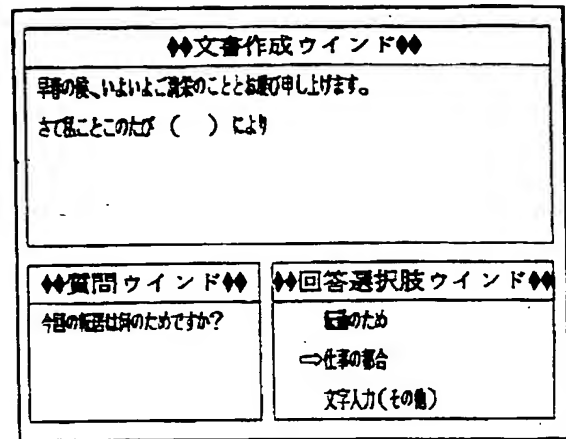 ◆◆文書作成ウインド◆◆
早春の候、いよいよご清栄のこととお慶び申し上げます。
さて私ことこのたび ( ) により
◆◆質問ウインド◆◆
今回の転居は何のためですか?
◆◆回答選択肢ウインド◆◆
転勤のため
⇨仕事の都合
文字入力(その他)